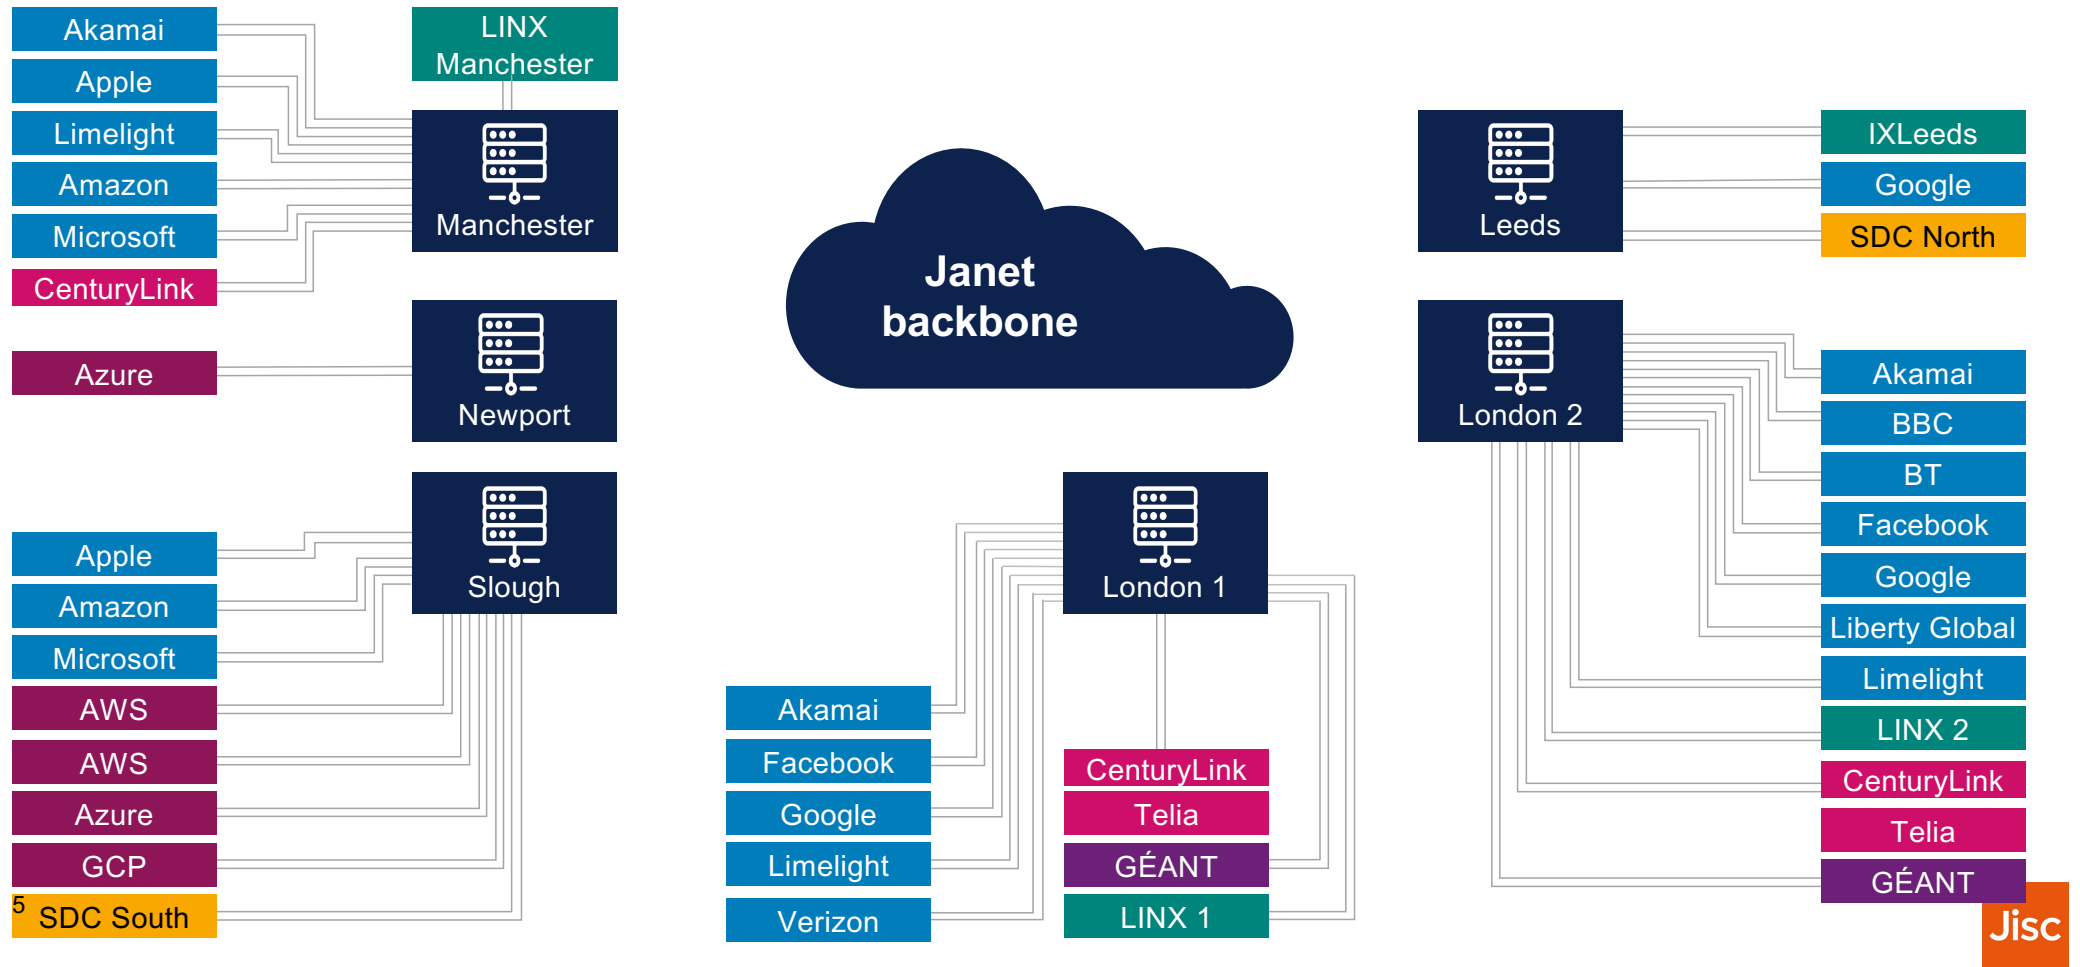 Akamai
Apple
Limelight
Amazon
Microsoft
CenturyLink
LINX
Manchester
Manchester
Azure
Newport
Slough
Apple
Amazon
Microsoft
AWS
AWS
Azure
GCP
5
SDC South
Janet
backbone
London 1
Akamai
Facebook
Google
Limelight
Verizon
CenturyLink
Telia
GÉANT
LINX 1
Leeds
IXLeeds
Google
SDC North
London 2
Akamai
BBC
BT
Facebook
Google
Liberty Global
Limelight
LINX 2
CenturyLink
Telia
GÉANT
Jisc